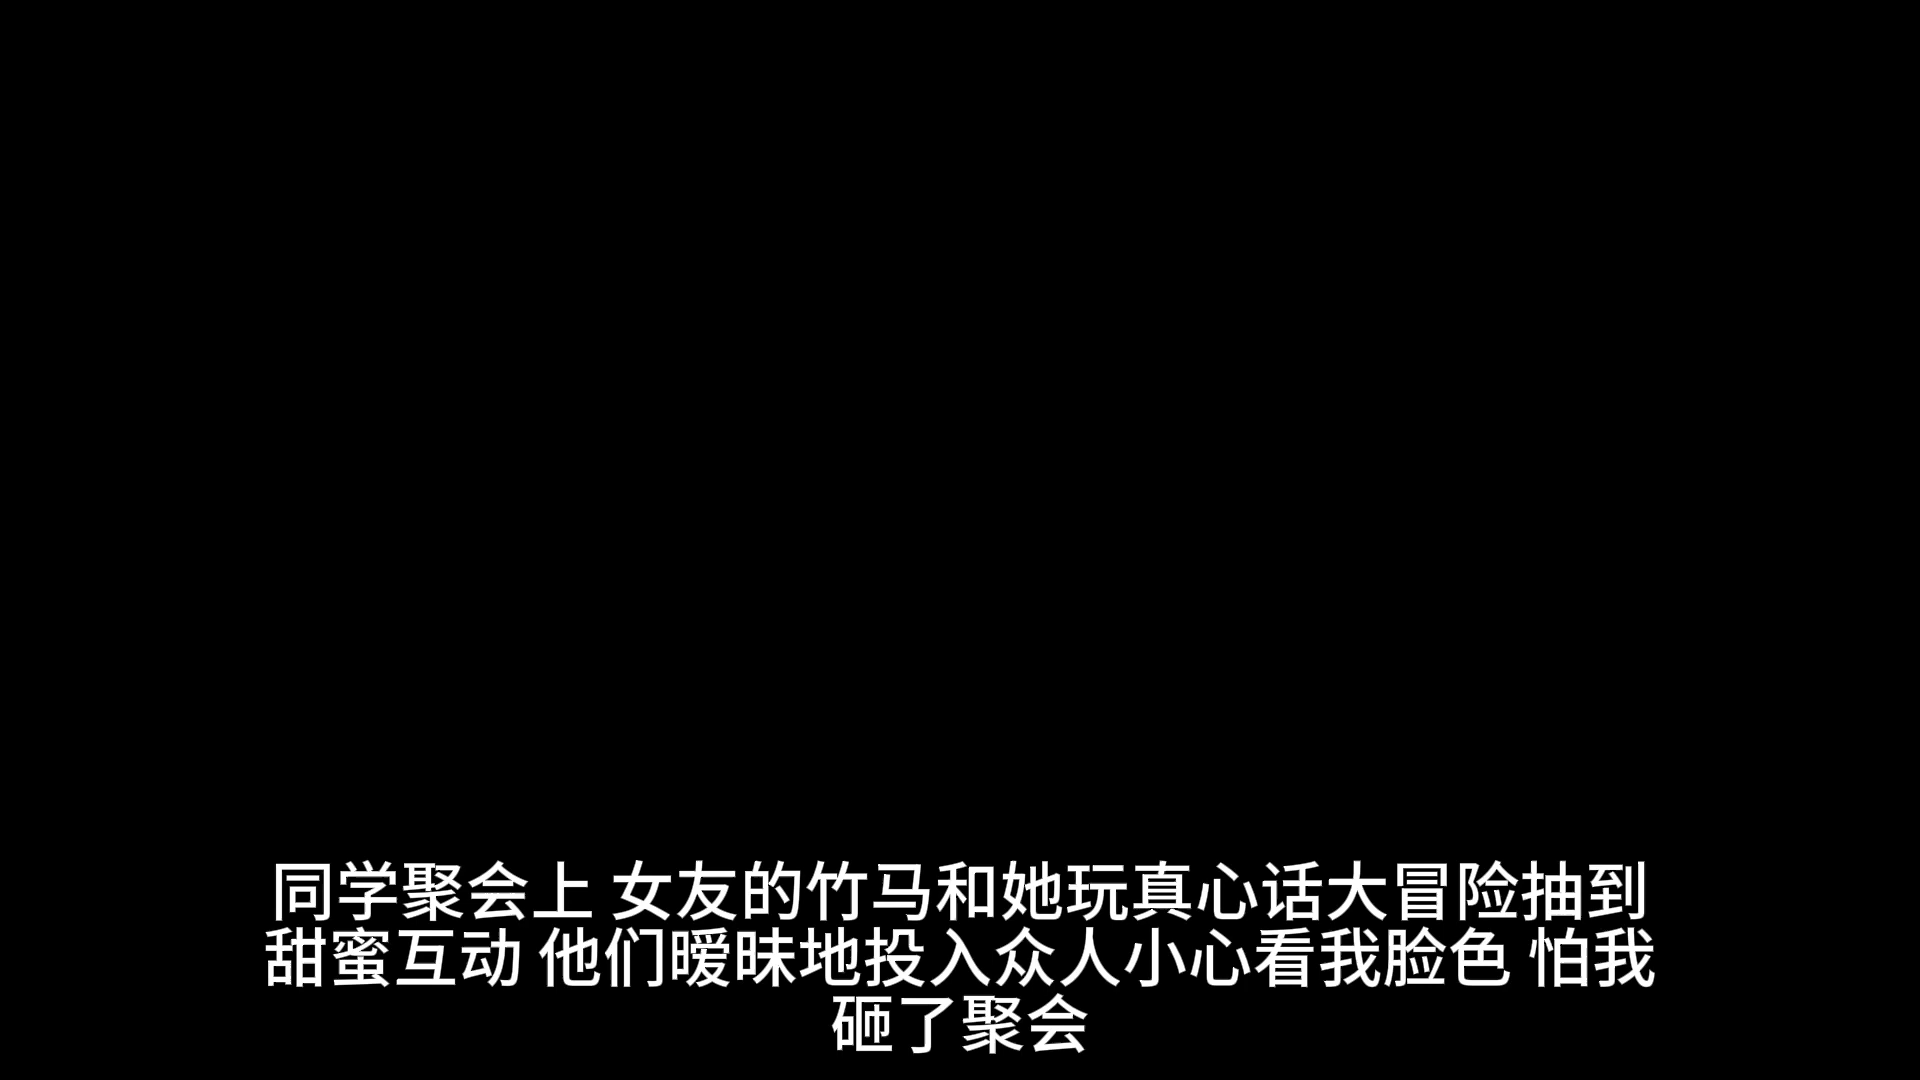 同学聚会上 女友的竹马和她玩真心话大冒险抽到
甜蜜互动 他们暧昧地投入众人小心看我脸色 怕我
砸了聚会